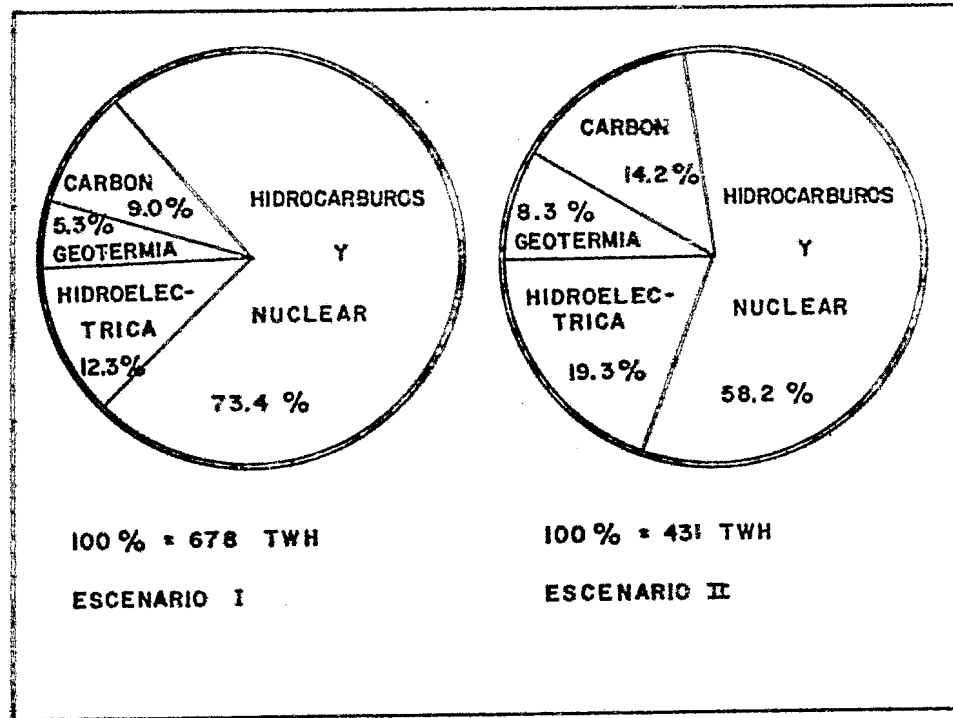 CARBON
9.0%
5.3%
GEOTERMIA
HIDROELEC-
TRICA
12.3%
HIDROCARBUROS
Y
NUCLEAR
73.4 %
100 % = 678 TWH
ESCENARIO I
CARBON
14.2%
8.3 %
GEOTERMIA
HIDROELEC-
TRICA
19.3%
HIDROCARBUROS
Y
NUCLEAR
58.2 %
100 % = 431 TWH
ESCENARIO II